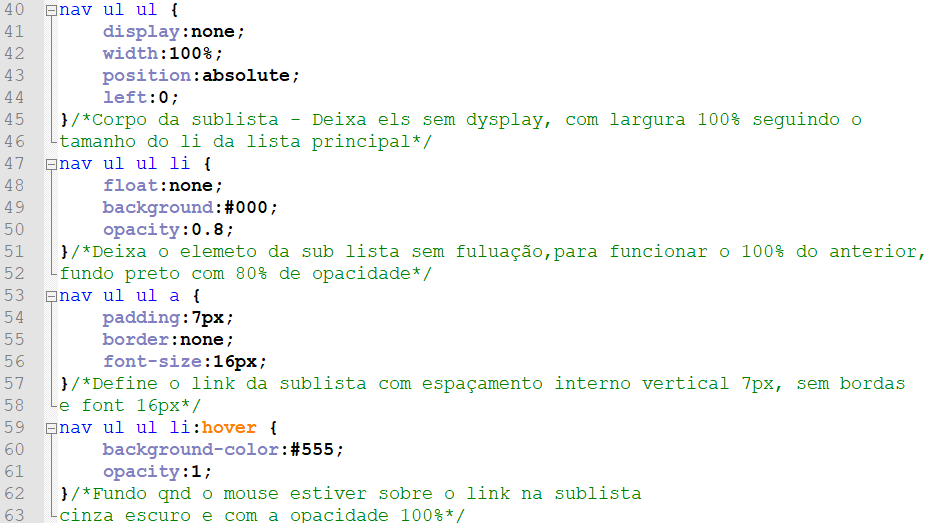 40 nav ul ul {
41 display:none;
42 width:100%;
43 position:absolute;
44 left:0;
45 }/*Corpo da sublista - Deixa els sem dysplay, com largura 100% seguindo o
46 tamanho do li da lista principal*/
47 nav ul ul li {
48 float:none;
49 background:#000;
50 opacity:0.8;
51 }/*Deixa o elemeto da sub lista sem fuluação,para funcionar o 100% do anterior,
52 fundo preto com 80% de opacidade*/
53 nav ul ul a {
54 padding:7px;
55 border:none;
56 font-size:16px;
57 }/*Define o link da sublista com espaçamento interno vertical 7px, sem bordas
58 e font 16px*/
59 nav ul ul li:hover {
60 background-color:#555;
61 opacity:1;
62 }/*Fundo qnd o mouse estiver sobre o link na sublista
63 cinza escuro e com a opacidade 100%*/